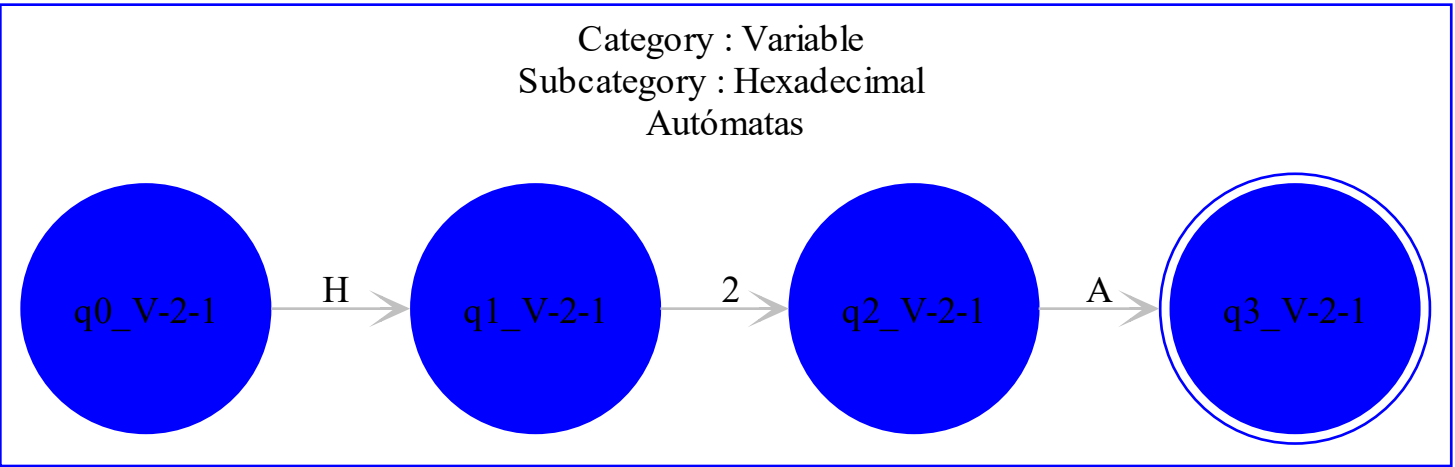 Category : Variable
Subcategory : Hexadecimal
Autómatas
H
2
A
q0_V-2-1
q1_V-2-1
q2_V-2-1
q3_V-2-1